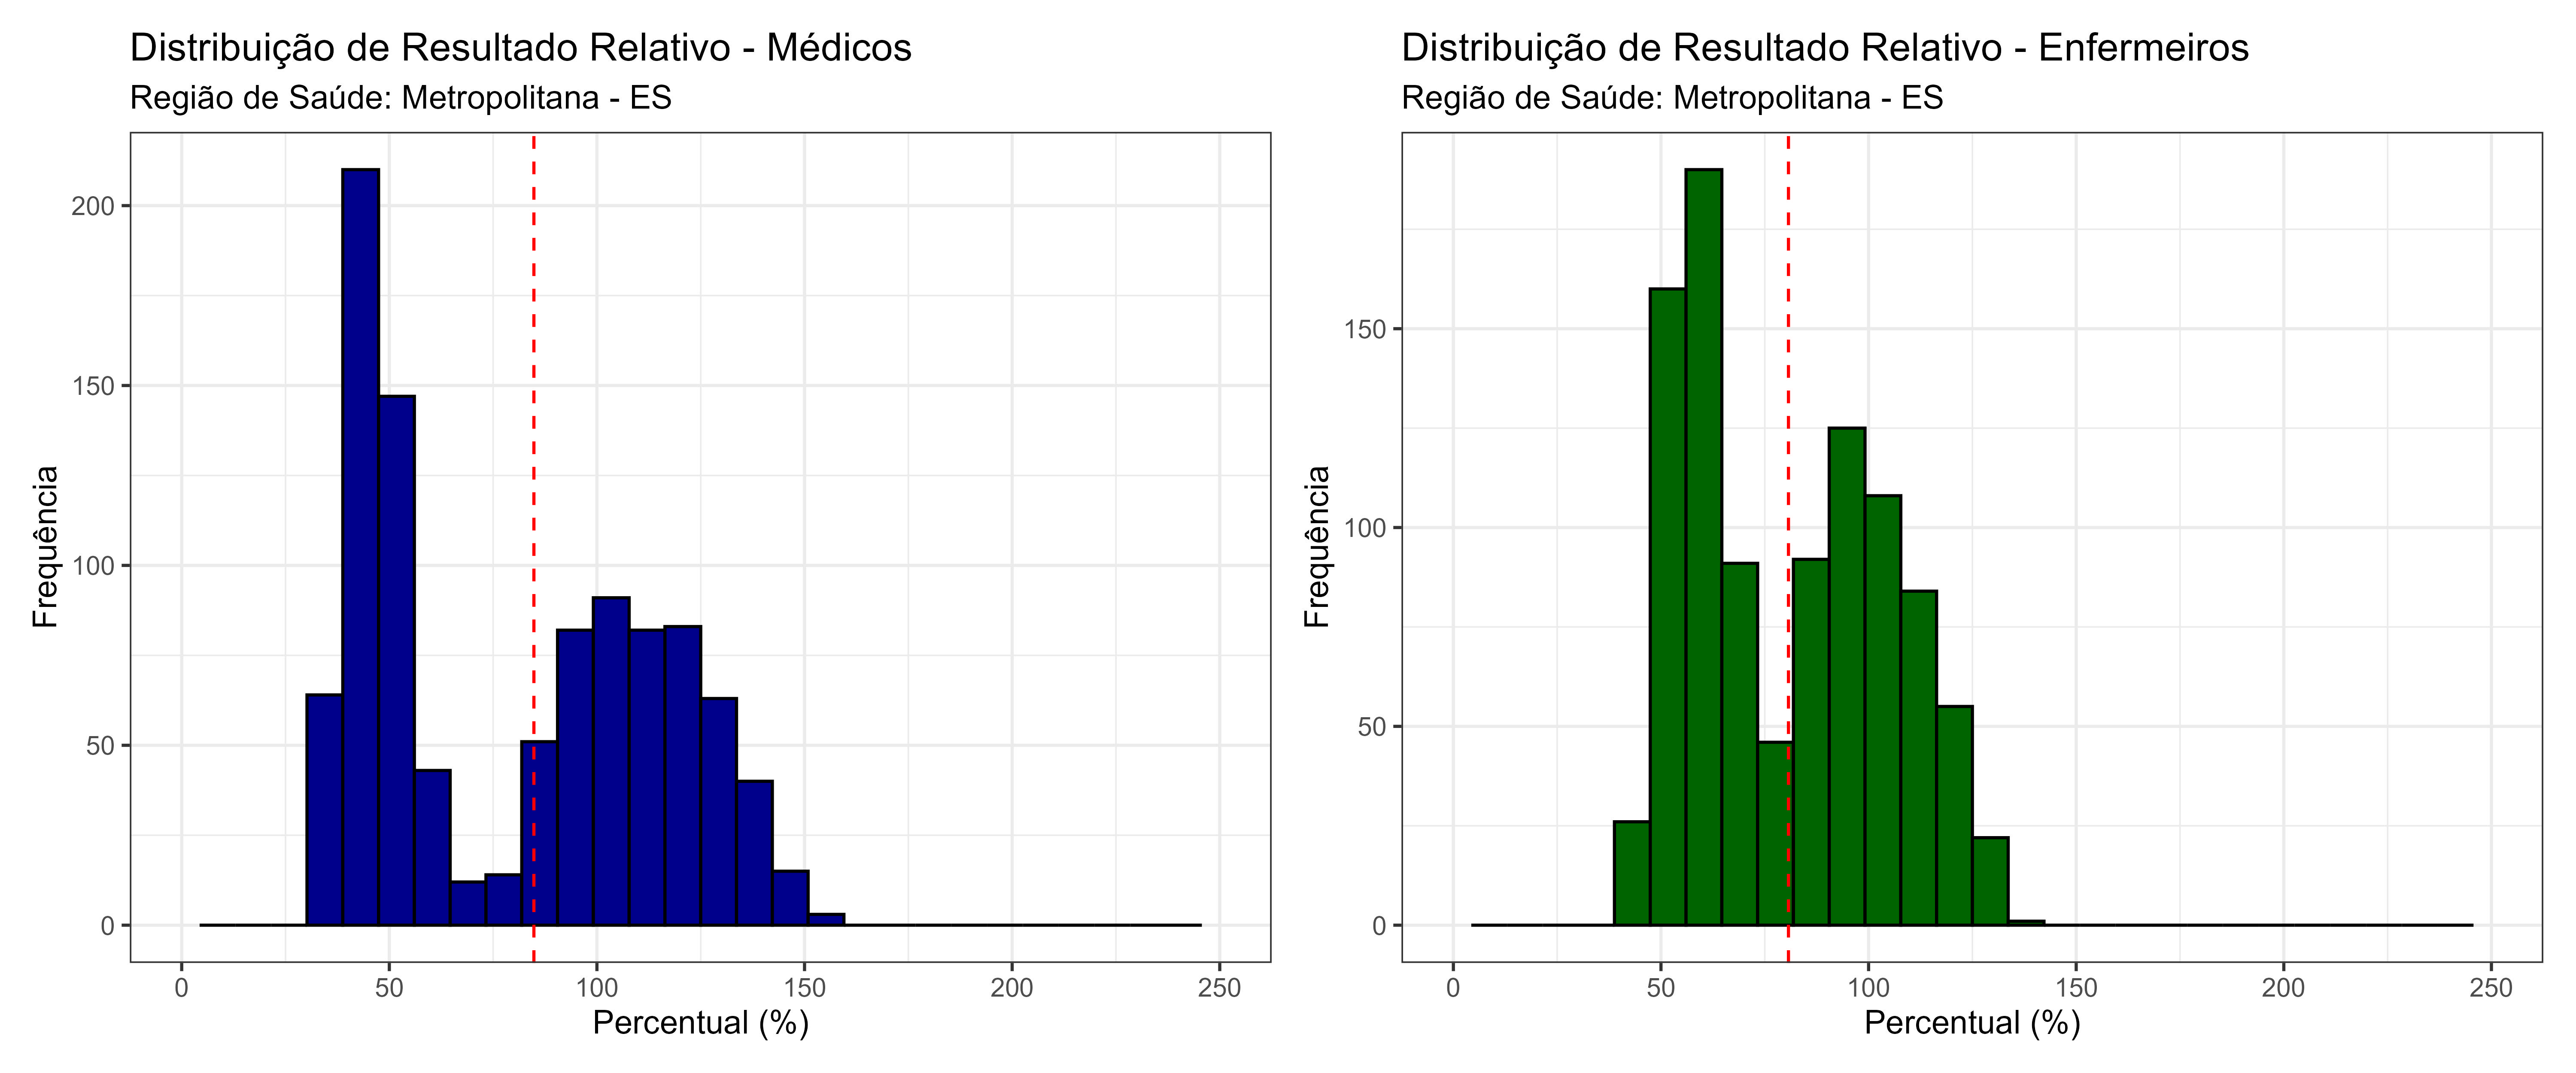 Distribuição de Resultado Relativo - Médicos
Região de Saúde: Metropolitana - ES
Frequência
200
150
100
50
0
0 50 100 150 200 250
Percentual (%)
Distribuição de Resultado Relativo - Enfermeiros
Região de Saúde: Metropolitana - ES
Frequência
150
100
50
0
0 50 100 150 200 250
Percentual (%)